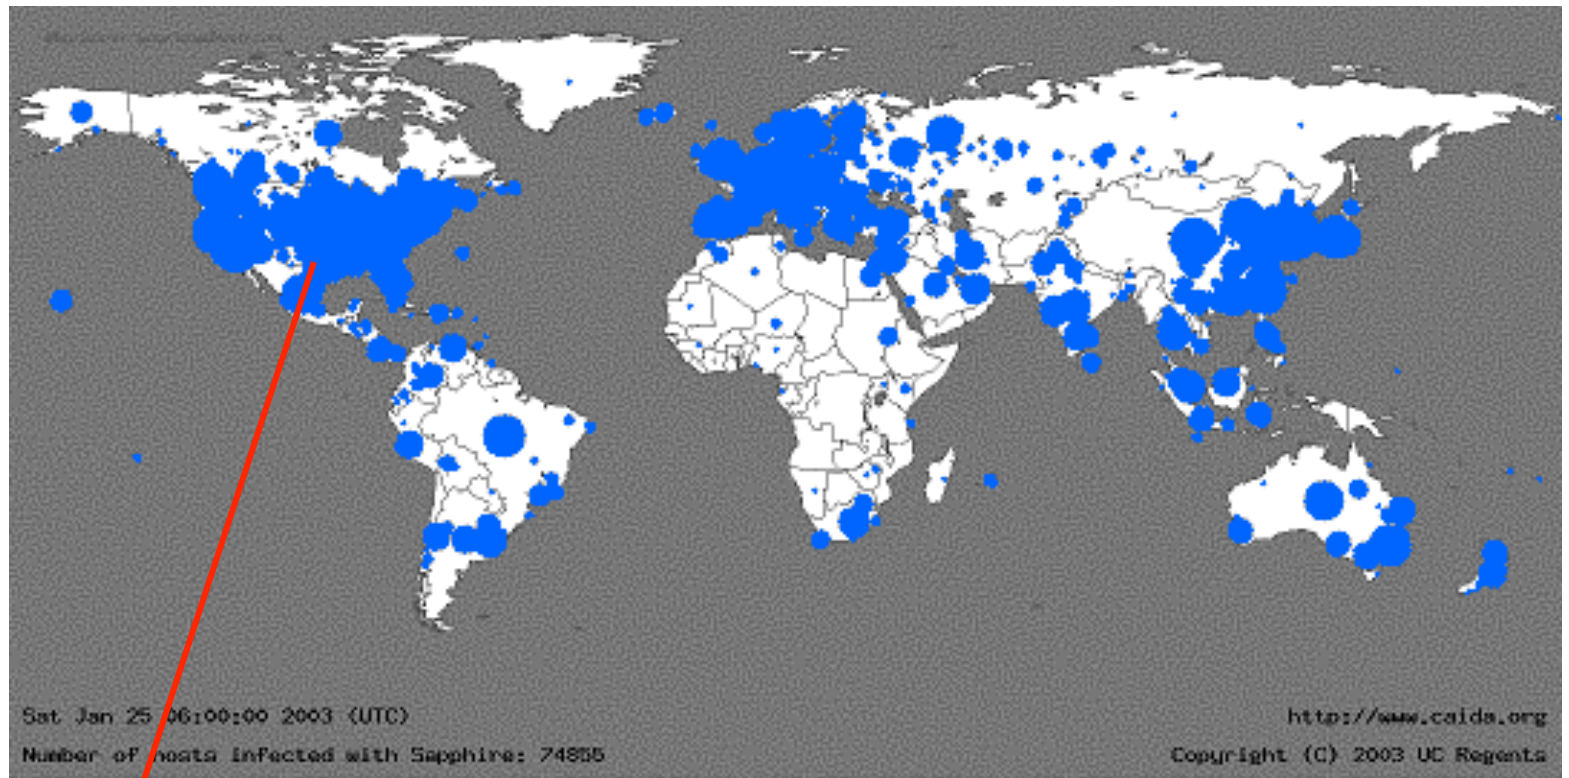 Sat Jan 25 06:00:00 2003 (UTC)
http://www.caida.org
Number of hosts infected with Sapphire: 74855
Copyright (C) 2003 UC Regents